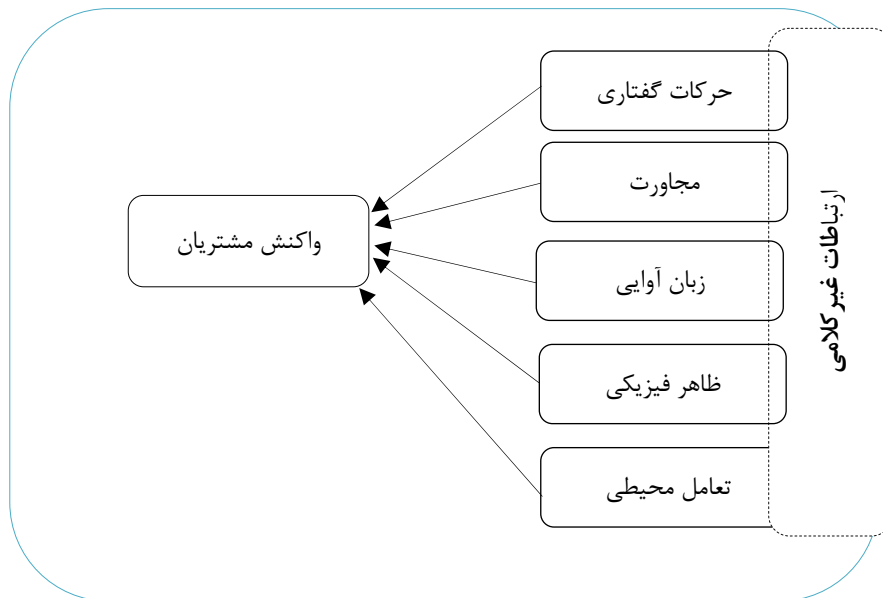 حرکات گفتاری
مجاورت
زبان آوایی
ظاهر فیزیکی
تعامل محیطی
ارتباطات غیرکلامی
واکنش مشتریان